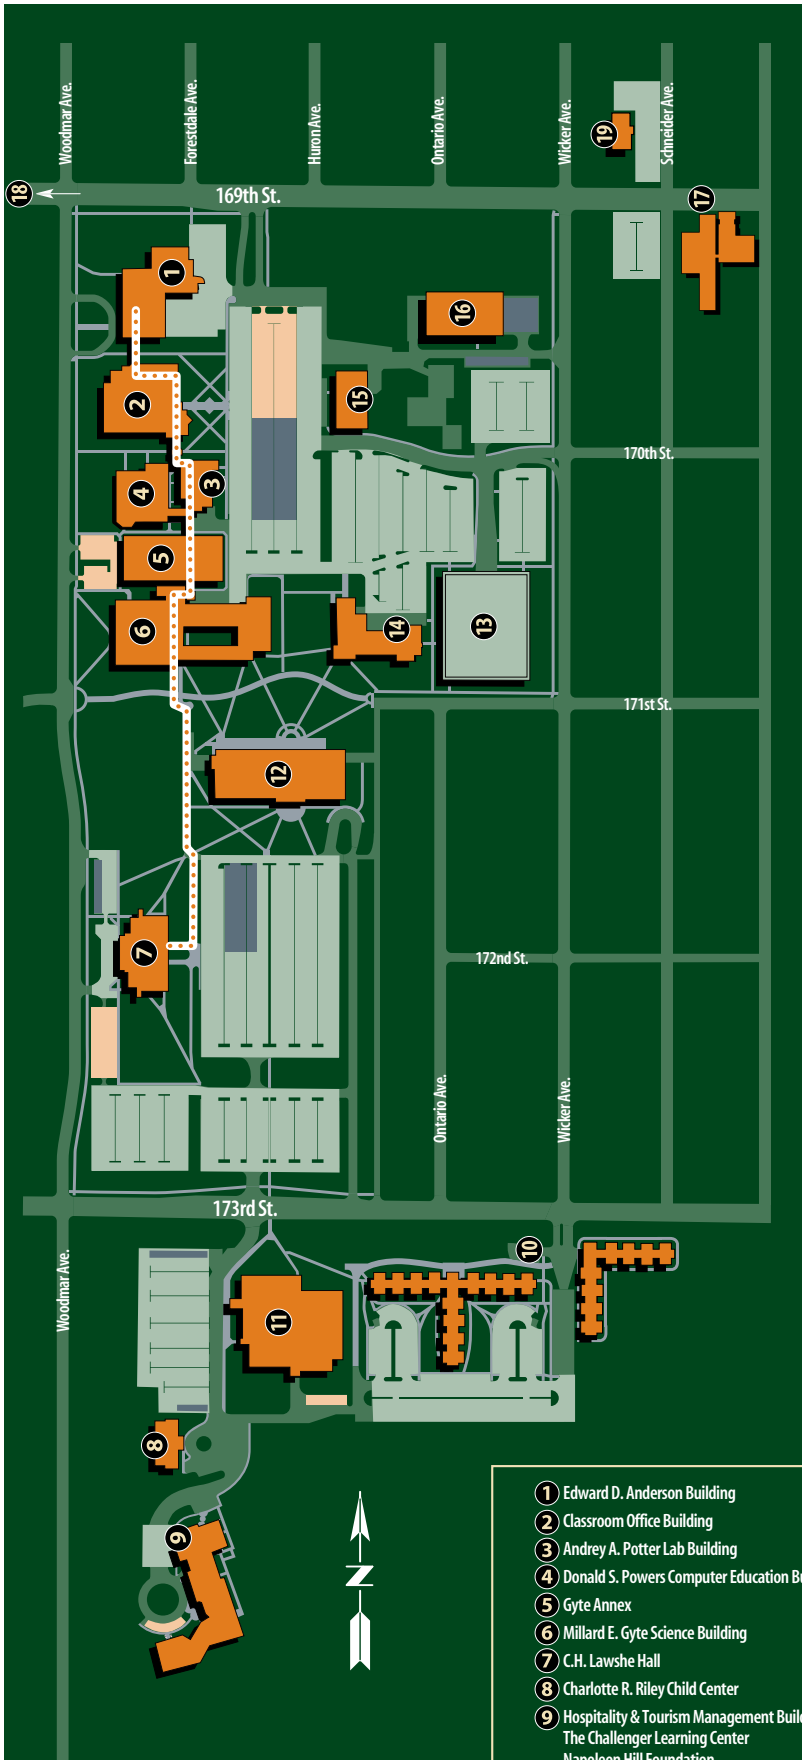 Woodmar Ave.
Forestdale Ave.
Huron Ave.
Ontario Ave.
Wicker Ave.
Schneider Ave.
19
18
169th St.
17
1
16
2
15
170th St.
3
4
5
6
14
13
171st St.
12
7
172nd St.
Ontario Ave.
Wicker Ave.
173rd St.
10
Woodmar Ave.
11
8
9
N
1 Edward D. Anderson Building
2 Classroom Office Building
3 Andrey A. Potter Lab Building
4 Donald S. Powers Computer Education Bu
5 Gyte Annex
6 Millard E. Gyte Science Building
7 C.H. Lawshe Hall
8 Charlotte R. Riley Child Center
9 Hospitality & Tourism Management Buil
The Challenger Learning Center
Napoleon Hill Foundation